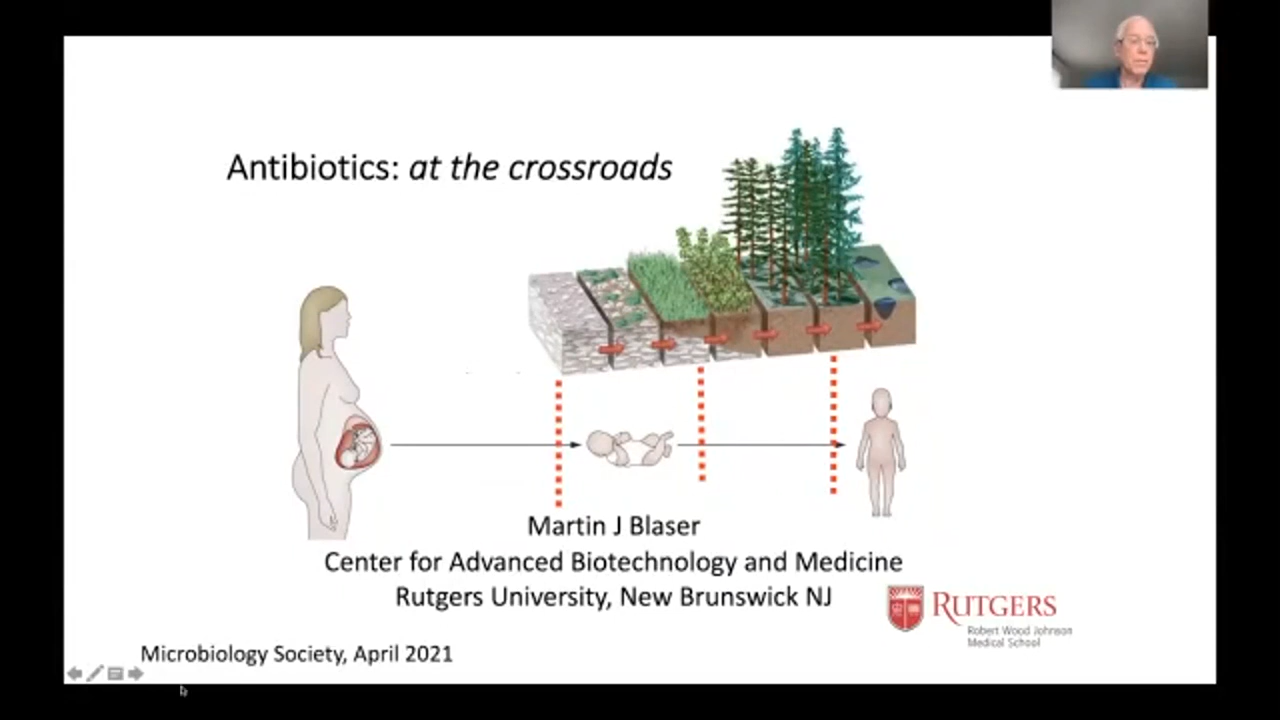 Antibiotics: at the crossroads
Martin J Blaser
Center for Advanced Biotechnology and Medicine
Rutgers University, New Brunswick NJ
RUTGERS
Robert Wood Johnson
Medical School
Microbiology Society, April 2021